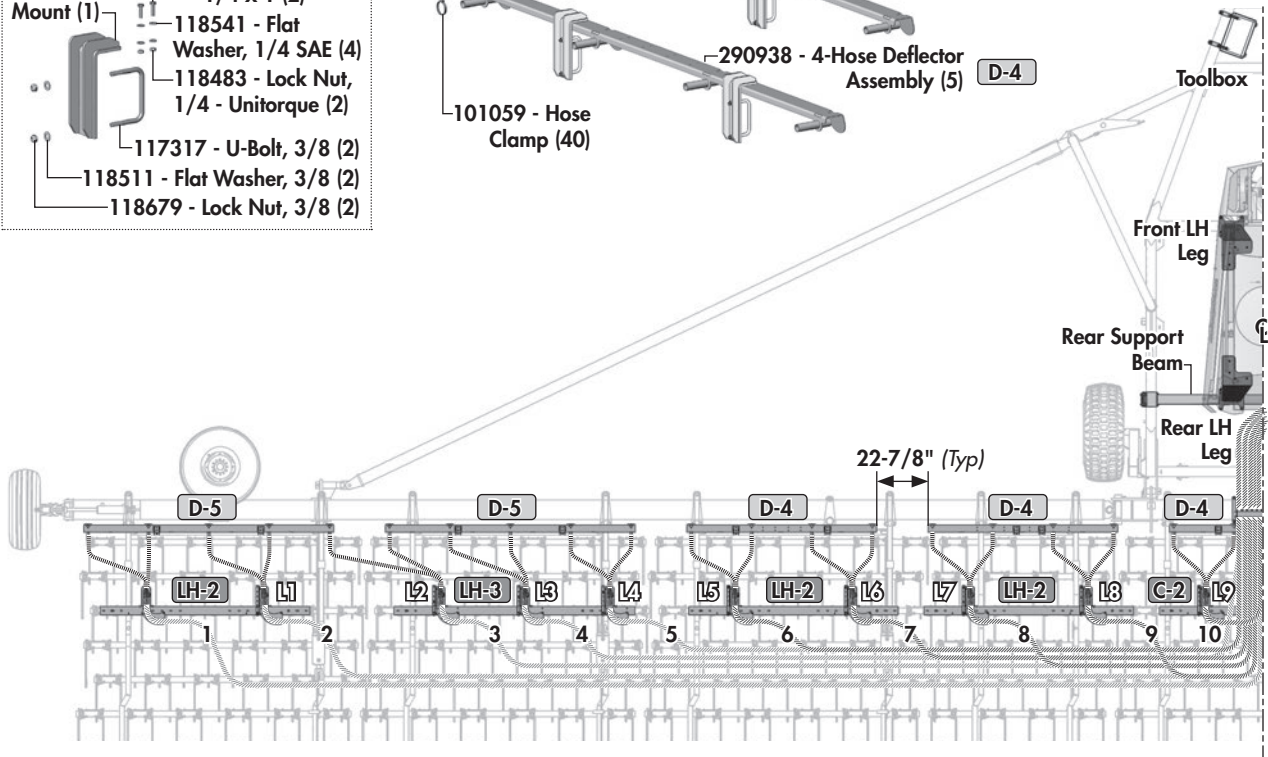 Mount (1)
118541 - Flat
Washer, 1/4 SAE (4)
118483 - Lock Nut,
1/4 - Unitorque (2)
117317 - U-Bolt, 3/8 (2)
118511 - Flat Washer, 3/8 (2)
118679 - Lock Nut, 3/8 (2)
290938 - 4-Hose Deflector
Assembly (5)
D-4
101059 - Hose
Clamp (40)
Toolbox
Front LH
Leg
Rear Support
Beam
Rear LH
Leg
22-7/8" (Typ)
D-5
D-5
D-4
D-4
D-4
LH-2
L1
L2
LH-3
L3
L4
L5
LH-2
L6
L7
LH-2
L8
C-2
L9
1
2
3
4
5
6
7
8
9
10